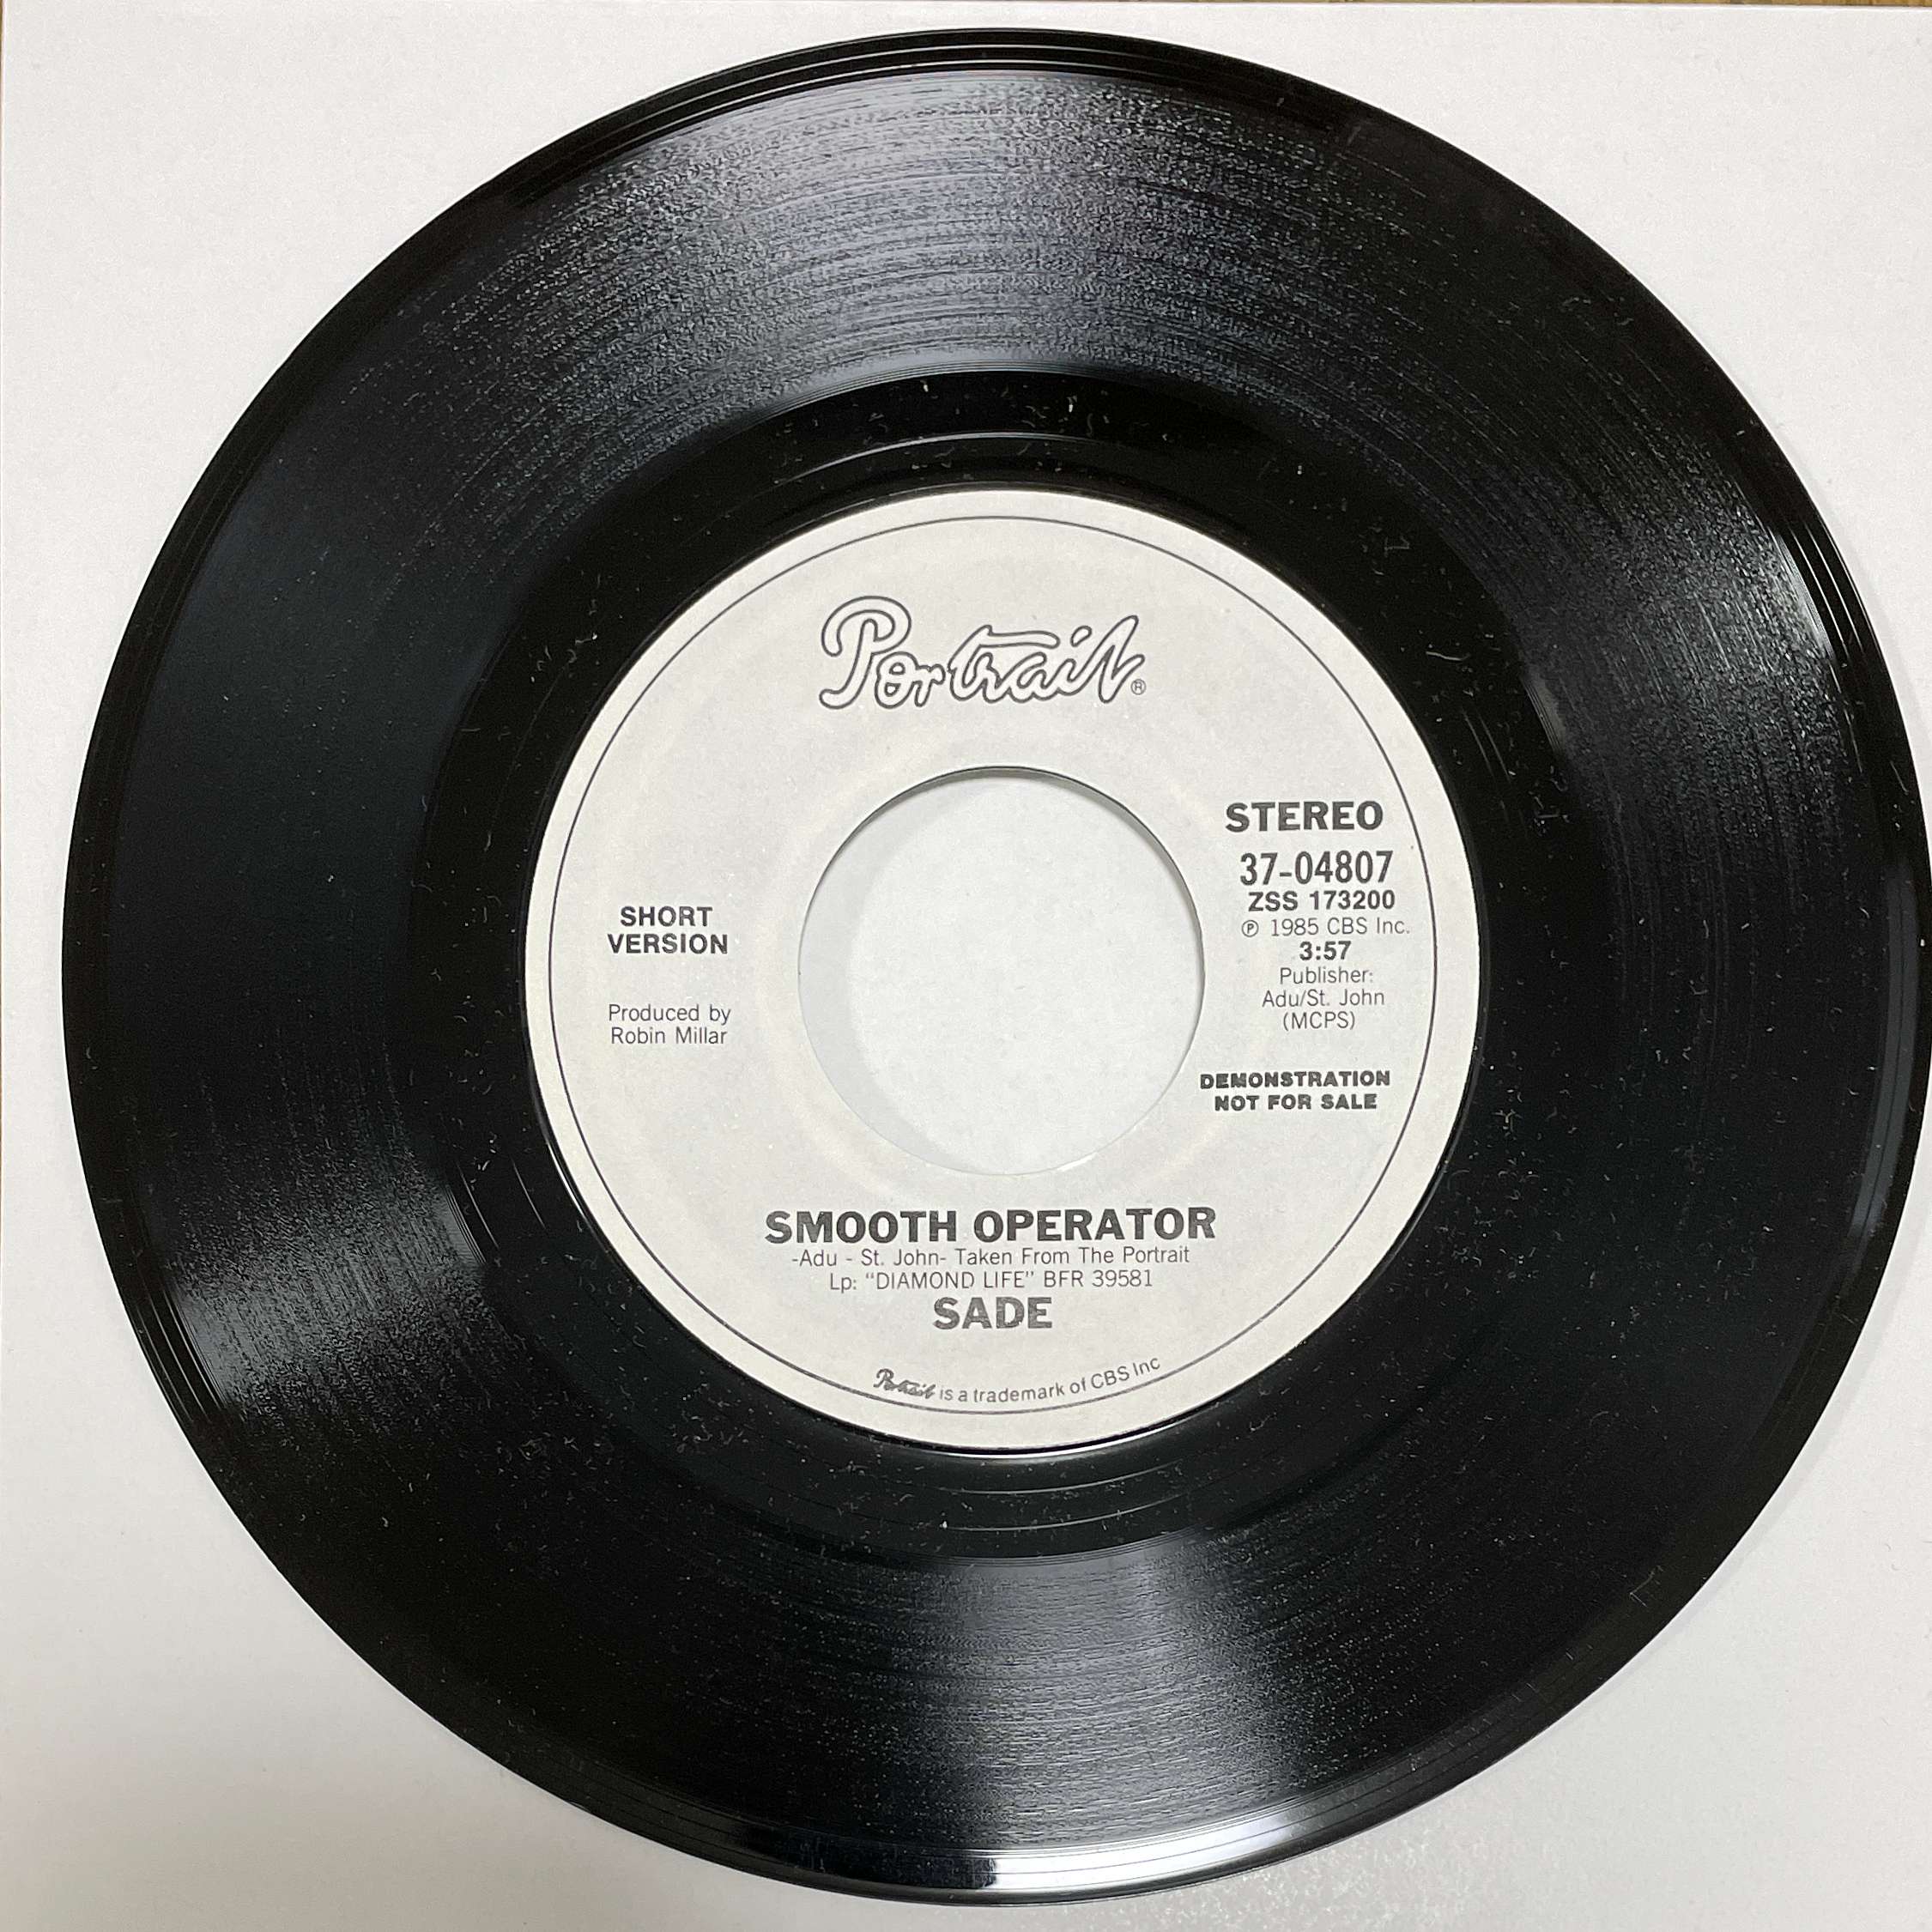 Portrait®
STEREO
37-04807
ZSS 173200
℗ 1985 CBS Inc.
3:57
Publisher:
Adu/St. John
(MCPS)
SHORT
VERSION
Produced by
Robin Millar
DEMONSTRATION
NOT FOR SALE
SMOOTH OPERATOR
-Adu - St. John- Taken From The Portrait
Lp: "DIAMOND LIFE" BFR 39581
SADE
Portrait is a trademark of CBS Inc